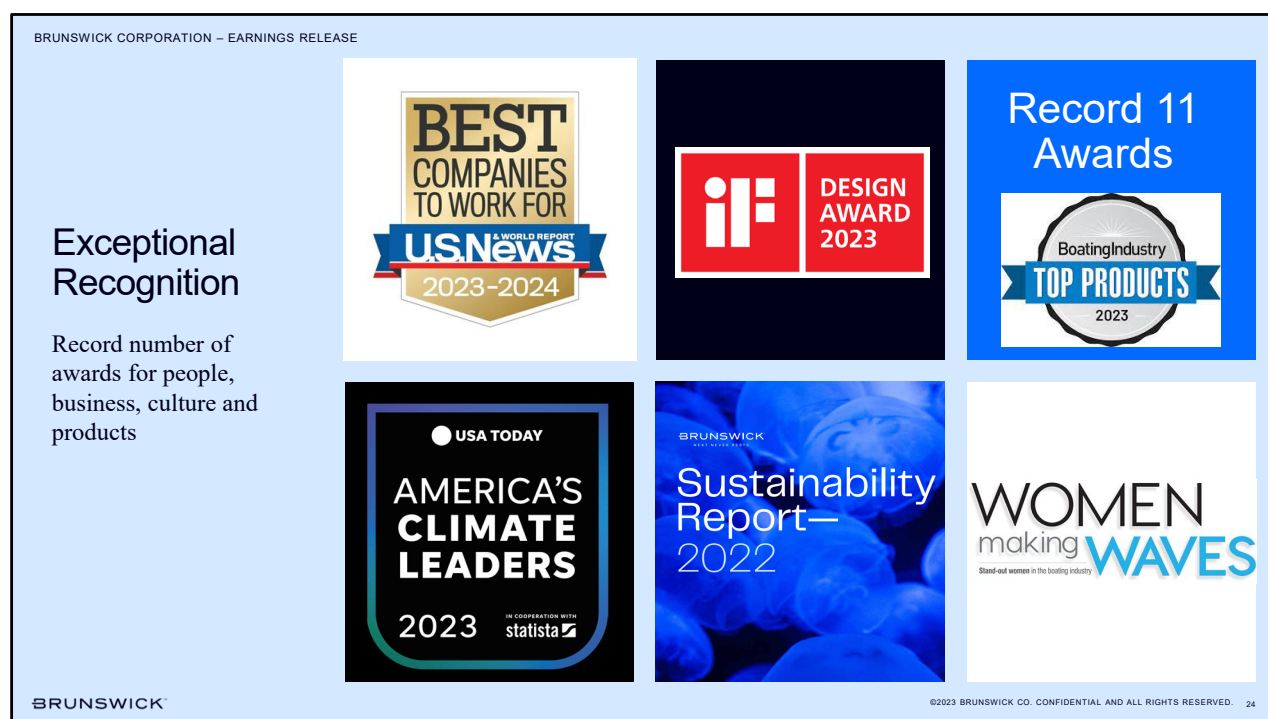 BRUNSWICK CORPORATION – EARNINGS RELEASE
Exceptional
Recognition
Record number of
awards for people,
business, culture and
products
BEST
COMPANIES
TO WORK FOR
U.S.News & WORLD REPORT
2023-2024
iF
DESIGN
AWARD
2023
Record 11
Awards
BoatingIndustry
TOP PRODUCTS
2023
USA TODAY
AMERICA'S
CLIMATE
LEADERS
2023
IN COOPERATION WITH
statista
BRUNSWICK
NEXT NEVER RESTS
Sustainability
Report—
2022
WOMEN
making WAVES
Stand-out women in the boating industry
BRUNSWICK
©2023 BRUNSWICK CO. CONFIDENTIAL AND ALL RIGHTS RESERVED. 24